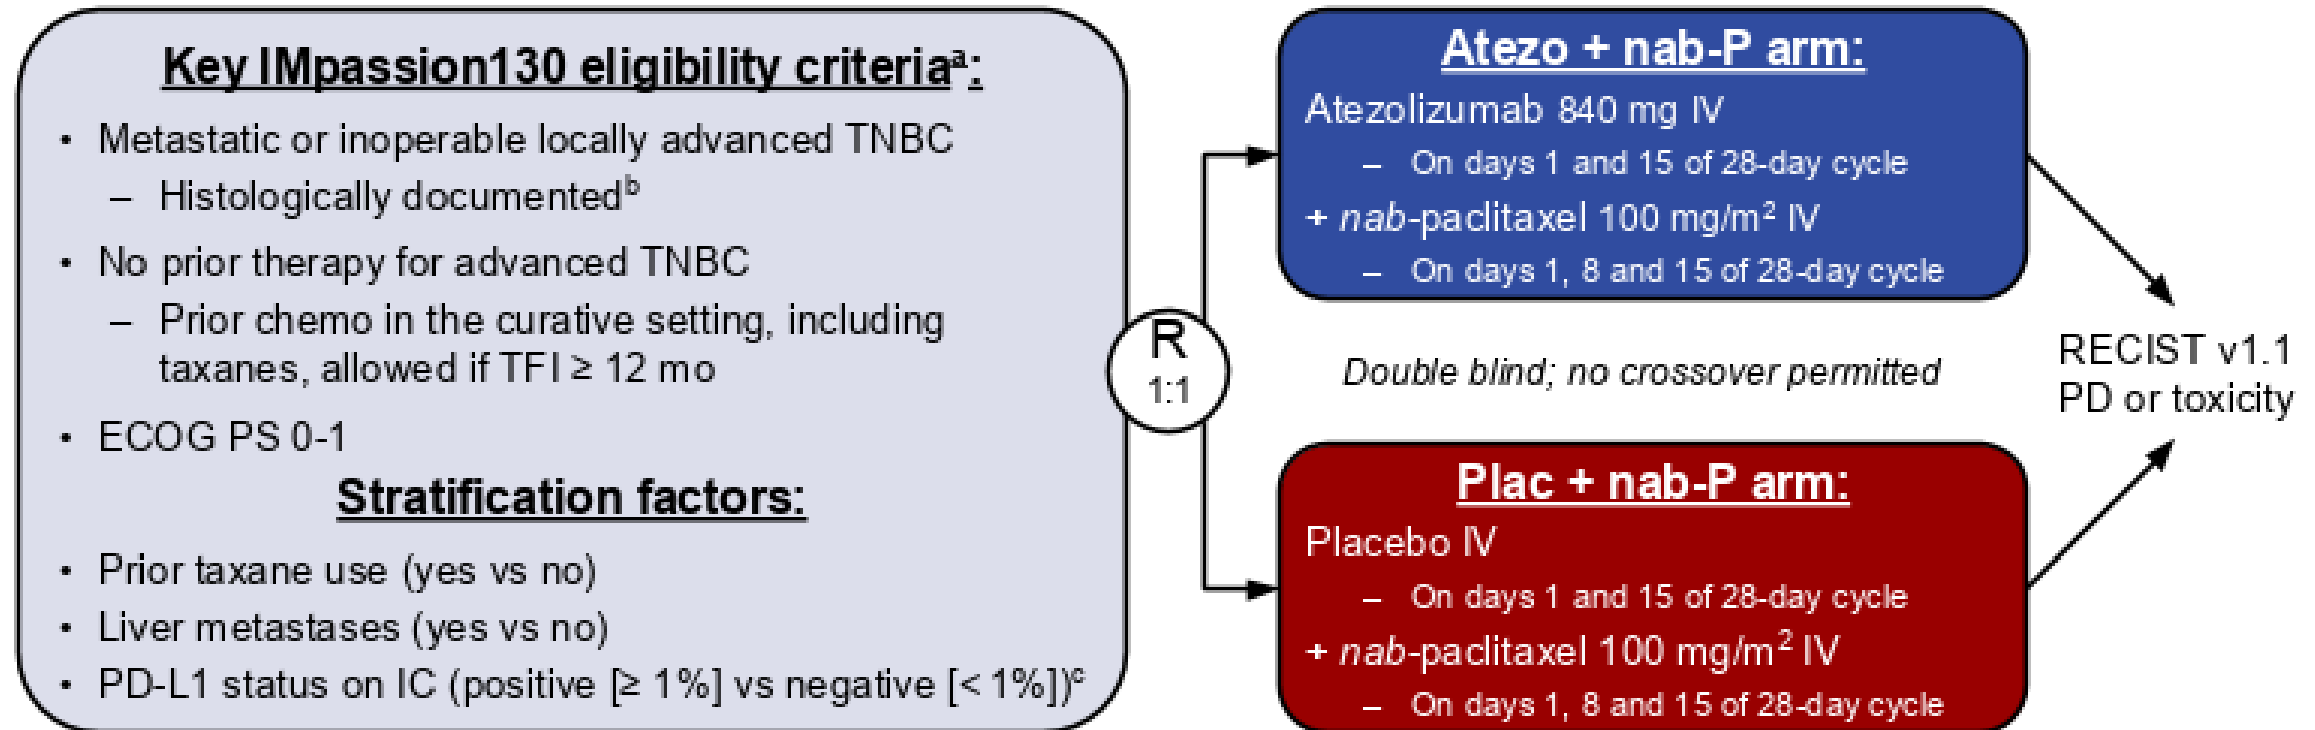 Key IMpassion130 eligibility criteriaᵃ:
• Metastatic or inoperable locally advanced TNBC
– Histologically documentedᵇ
• No prior therapy for advanced TNBC
– Prior chemo in the curative setting, including
taxanes, allowed if TFI ≥ 12 mo
• ECOG PS 0-1
Stratification factors:
• Prior taxane use (yes vs no)
• Liver metastases (yes vs no)
• PD-L1 status on IC (positive [≥ 1%] vs negative [< 1%])ᶜ
R
1:1
Atezo + nab-P arm:
Atezolizumab 840 mg IV
– On days 1 and 15 of 28-day cycle
+ nab-paclitaxel 100 mg/m² IV
– On days 1, 8 and 15 of 28-day cycle
Double blind; no crossover permitted
Plac + nab-P arm:
Placebo IV
– On days 1 and 15 of 28-day cycle
+ nab-paclitaxel 100 mg/m² IV
– On days 1, 8 and 15 of 28-day cycle
RECIST v1.1
PD or toxicity